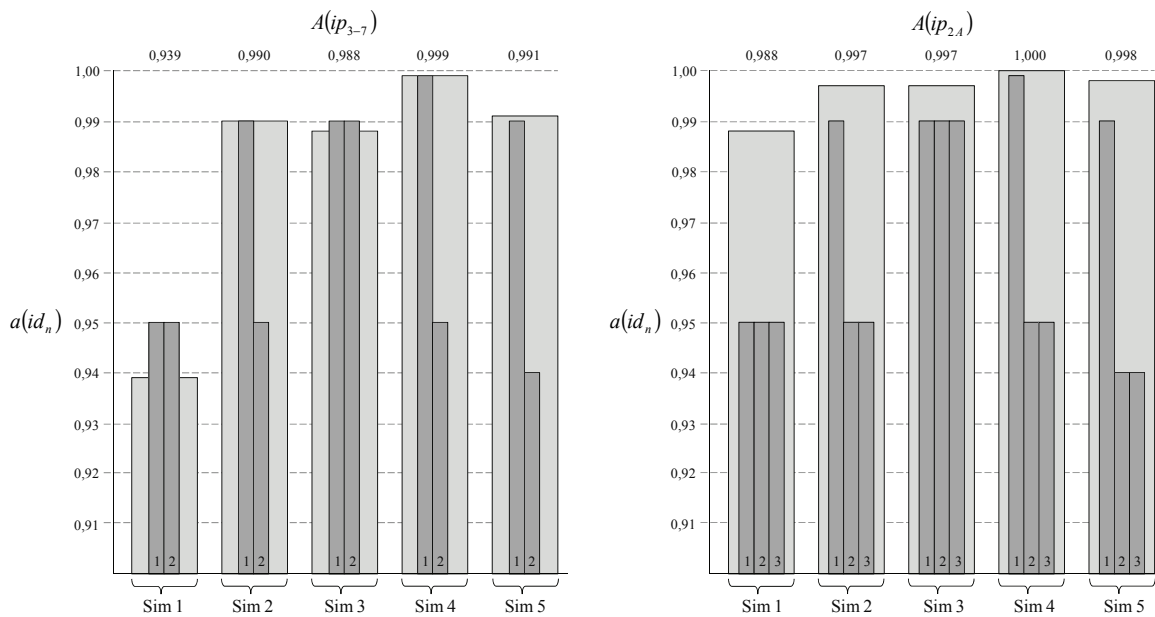 A(ip3–7)
0,939 0,990 0,988 0,999 0,991
1,00
0,99
0,98
0,97
0,96
a(idn) 0,95
0,94
0,93
0,92
0,91
1 2 1 2 1 2 1 2 1 2
Sim 1 Sim 2 Sim 3 Sim 4 Sim 5
A(ip2A)
0,988 0,997 0,997 1,000 0,998
1,00
0,99
0,98
0,97
0,96
a(idn) 0,95
0,94
0,93
0,92
0,91
1 2 3 1 2 3 1 2 3 1 2 3 1 2 3
Sim 1 Sim 2 Sim 3 Sim 4 Sim 5